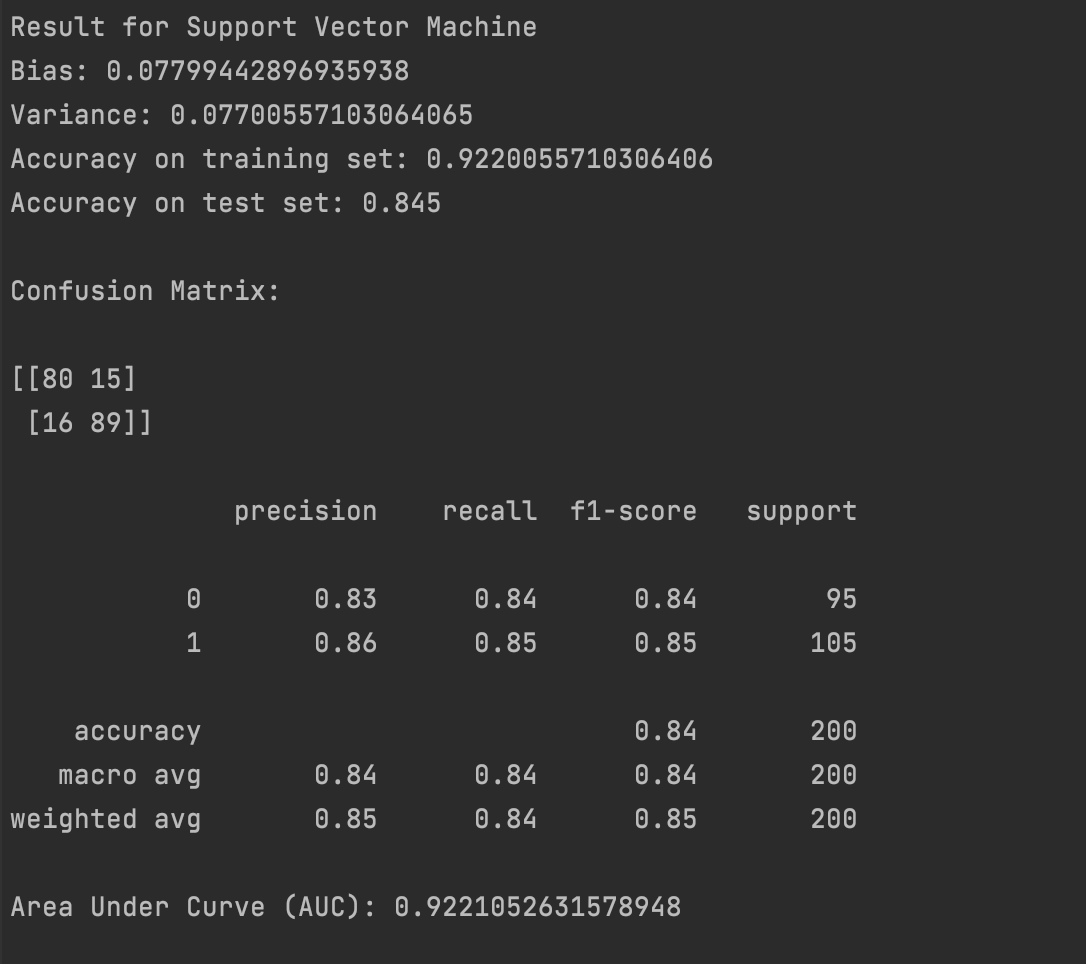 Result for Support Vector Machine
Bias: 0.07799442896935938
Variance: 0.07700557103064065
Accuracy on training set: 0.9220055710306406
Accuracy on test set: 0.845
Confusion Matrix:
[[80 15]
 [16 89]]
              precision    recall  f1-score   support
           0       0.83      0.84      0.84        95
           1       0.86      0.85      0.85       105
    accuracy                           0.84       200
   macro avg       0.84      0.84      0.84       200
weighted avg       0.85      0.84      0.85       200
Area Under Curve (AUC): 0.9221052631578948